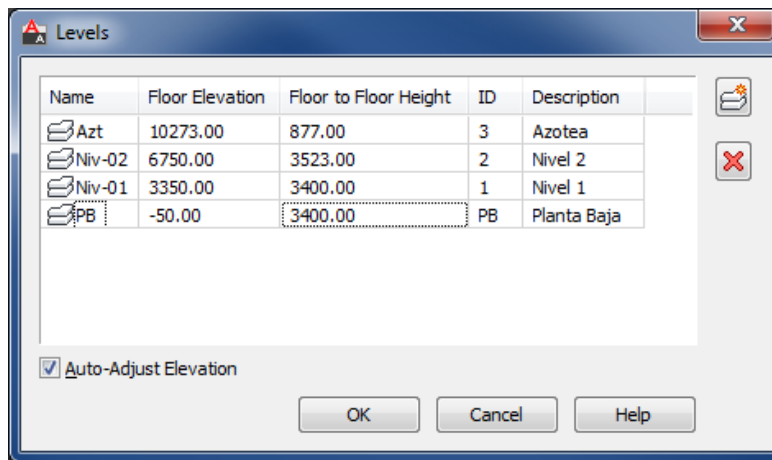 Levels
Name Floor Elevation Floor to Floor Height ID Description
Azt 10273.00 877.00 3 Azotea
Niv-02 6750.00 3523.00 2 Nivel 2
Niv-01 3350.00 3400.00 1 Nivel 1
PB -50.00 3400.00 PB Planta Baja
Auto-Adjust Elevation
OK Cancel Help